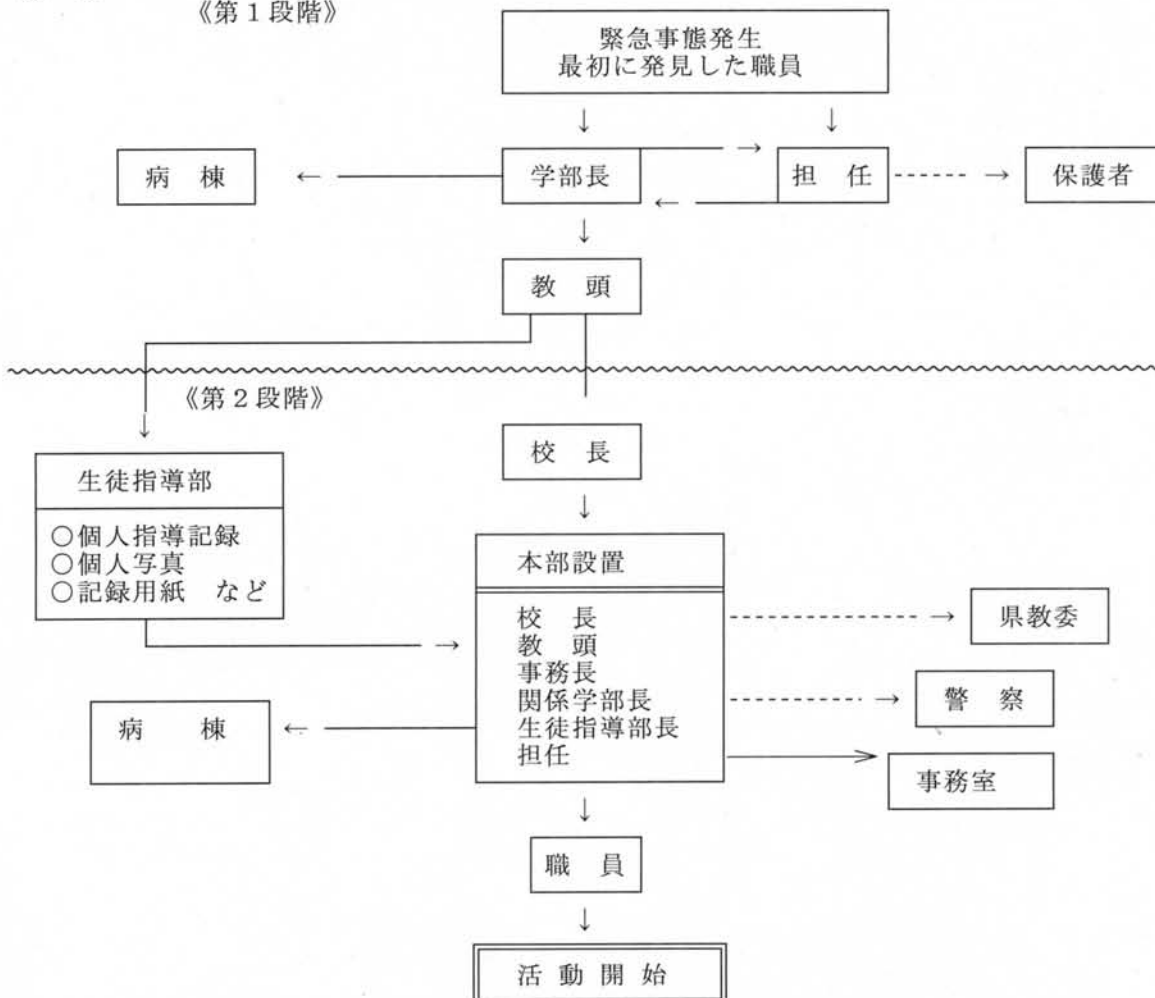 《第1段階》
緊急事態発生
最初に発見した職員
病　棟
学部長
担　任
保護者
教　頭
《第2段階》
校　長
生徒指導部
○個人指導記録
○個人写真
○記録用紙　など
本部設置
校　長
教　頭
事務長
関係学部長
生徒指導部長
担任
県教委
警　察
病　　棟
事務室
職　員
活 動 開 始